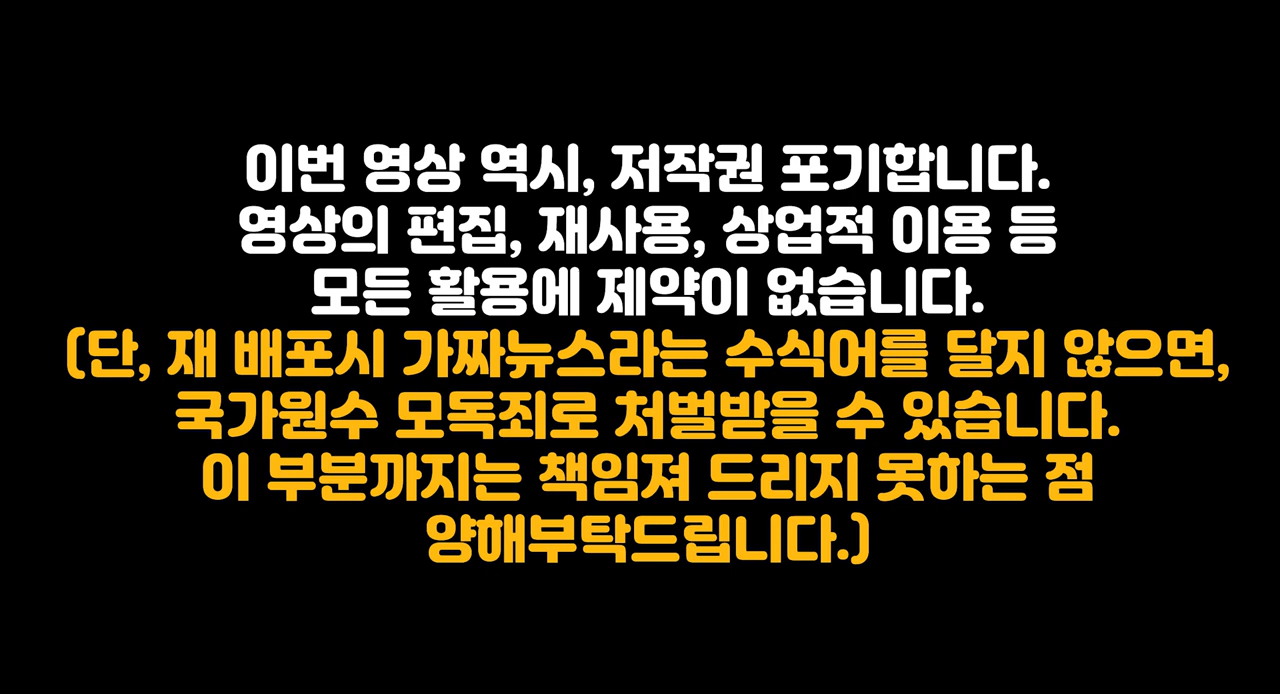 이번 영상 역시, 저작권 포기합니다.
영상의 편집, 재사용, 상업적 이용 등
모든 활용에 제약이 없습니다.
(단, 재 배포시 가짜뉴스라는 수식어를 달지 않으면,
국가원수 모독죄로 처벌받을 수 있습니다.
이 부분까지는 책임져 드리지 못하는 점
양해부탁드립니다.)